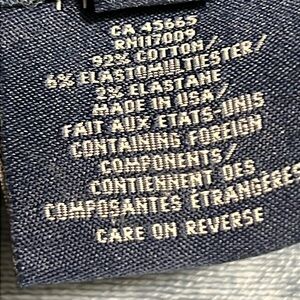 CA 45665
RN117009
92% COTTON/
6% ELASTOMULTIESTER/
2% ELASTANE
MADE IN USA/
FAIT AUX ETATS-UNIS
CONTAINING FOREIGN
COMPONENTS/
CONTIENNENT DES
COMPOSANTES ÉTRANGÈRES
CARE ON REVERSE